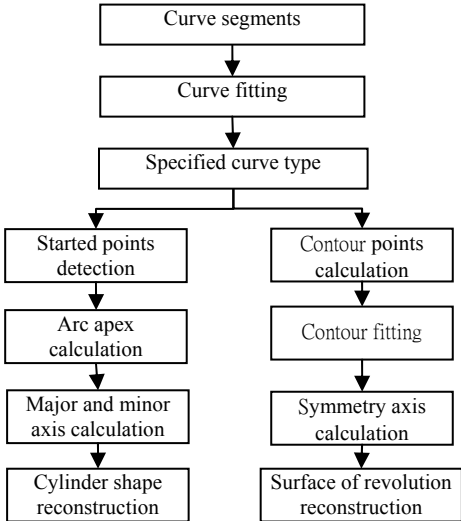 Curve segments
Curve fitting
Specified curve type
Started points
detection
Arc apex
calculation
Major and minor
axis calculation
Cylinder shape
reconstruction
Contour points
calculation
Contour fitting
Symmetry axis
calculation
Surface of revolution
reconstruction